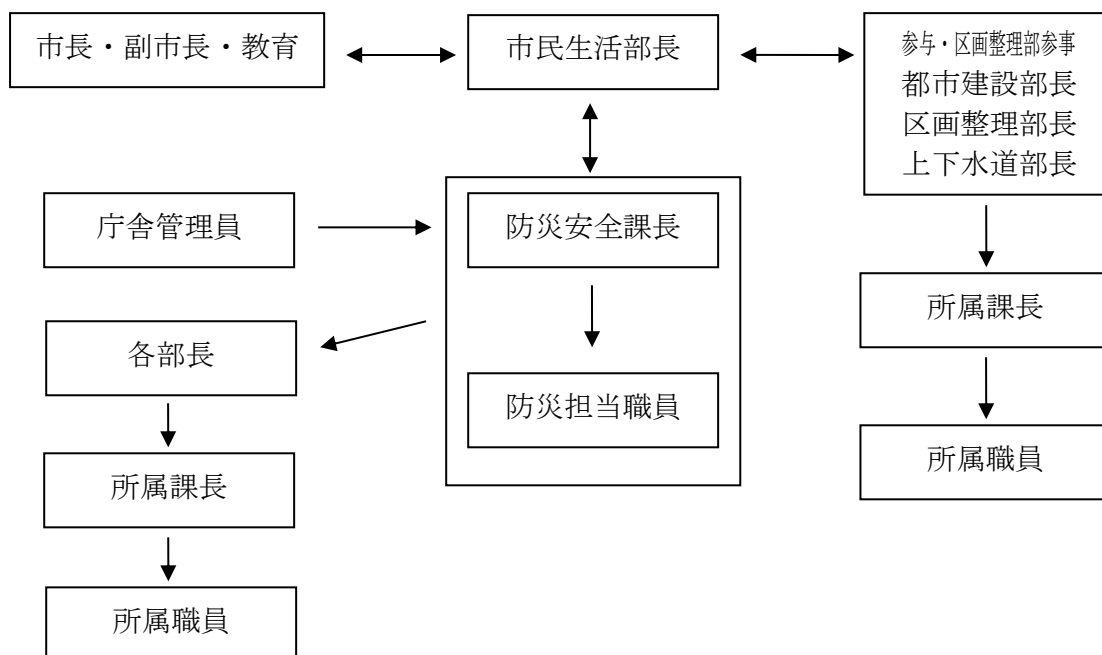 市長・副市長・教育
市民生活部長
参与・区画整理部参事
都市建設部長
区画整理部長
上下水道部長
庁舎管理員
防災安全課長
所属課長
各部長
防災担当職員
所属職員
所属課長
所属職員